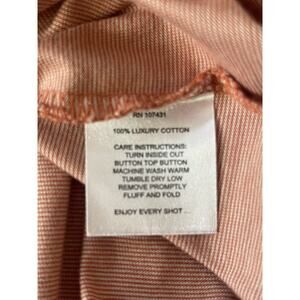 RN 107431
100% LUXURY COTTON
CARE INSTRUCTIONS:
TURN INSIDE OUT
BUTTON TOP BUTTON
MACHINE WASH WARM
TUMBLE DRY LOW
REMOVE PROMPTLY
FLUFF AND FOLD
ENJOY EVERY SHOT...